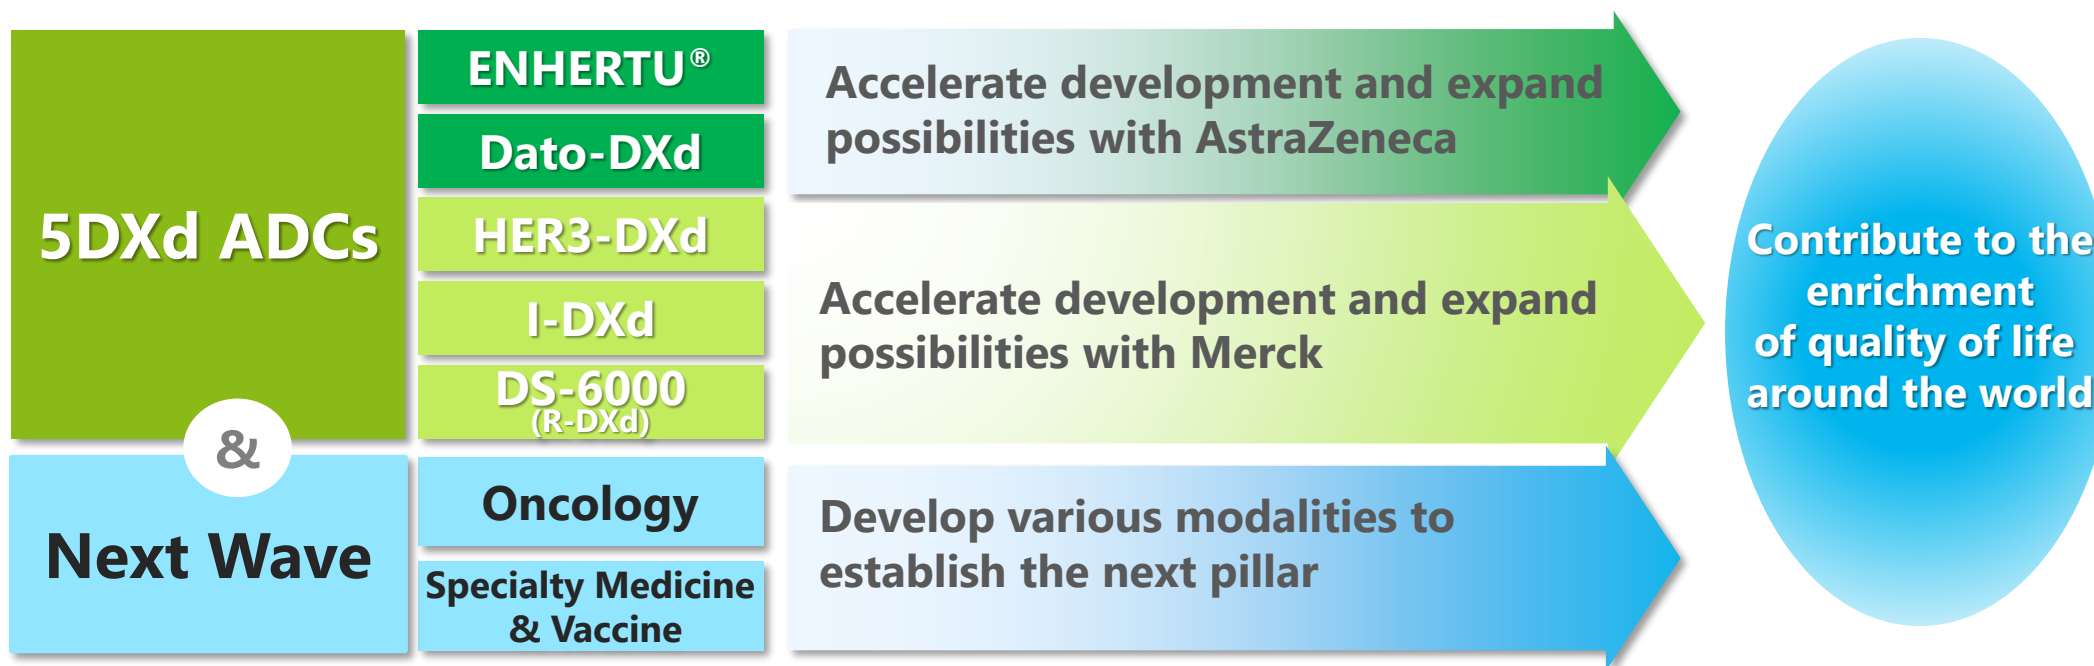 5DXd ADCs
&
Next Wave
ENHERTU®
Dato-DXd
HER3-DXd
I-DXd
DS-6000
(R-DXd)
Oncology
Specialty Medicine
& Vaccine
Accelerate development and expand
possibilities with AstraZeneca
Accelerate development and expand
possibilities with Merck
Develop various modalities to
establish the next pillar
Contribute to the
enrichment
of quality of life
around the world